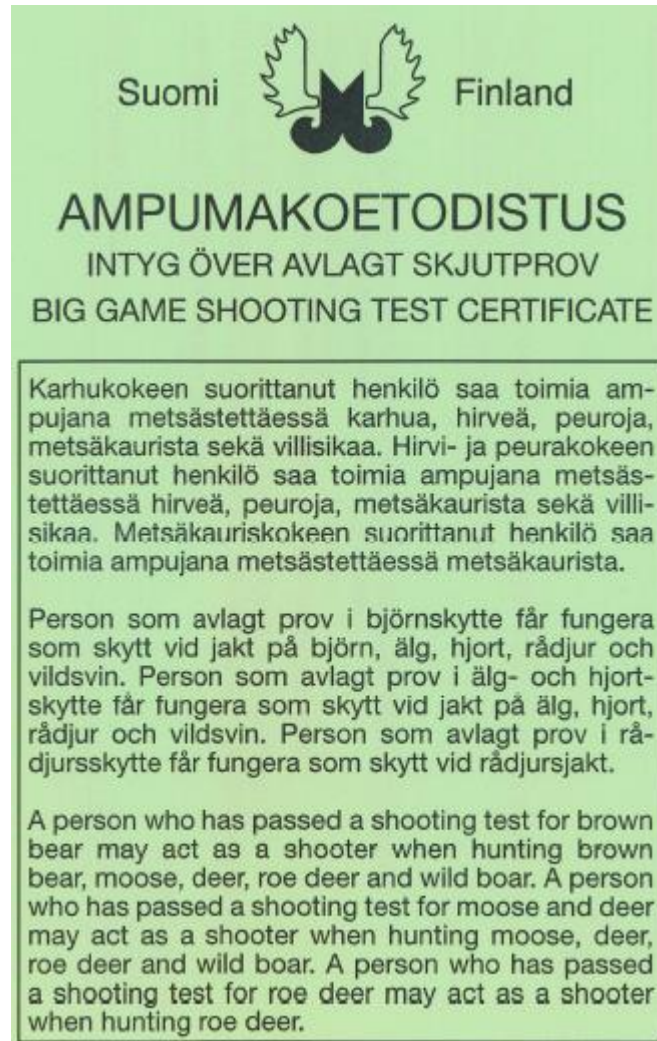 Suomi Finland
AMPUMAKOETODISTUS
INTYG ÖVER AVLAGT SKJUTPROV
BIG GAME SHOOTING TEST CERTIFICATE
Karhukokeen suorittanut henkilö saa toimia am-
pujana metsästettäessä karhua, hirveä, peuroja,
metsäkaurista sekä villisikaa. Hirvi- ja peurakokeen
suorittanut henkilö saa toimia ampujana metsäs-
tettäessä hirveä, peuroja, metsäkaurista sekä villi-
sikaa. Metsäkauriskokeen suorittanut henkilö saa
toimia ampujana metsästettäessä metsäkaurista.
Person som avlagt prov i björnskytte får fungera
som skytt vid jakt på björn, älg, hjort, rådjur och
vildsvin. Person som avlagt prov i älg- och hjort-
skytte får fungera som skytt vid jakt på älg, hjort,
rådjur och vildsvin. Person som avlagt prov i rå-
djursskytte får fungera som skytt vid rådjursjakt.
A person who has passed a shooting test for brown
bear may act as a shooter when hunting brown
bear, moose, deer, roe deer and wild boar. A person
who has passed a shooting test for moose and deer
may act as a shooter when hunting moose, deer,
roe deer and wild boar. A person who has passed
a shooting test for roe deer may act as a shooter
when hunting roe deer.